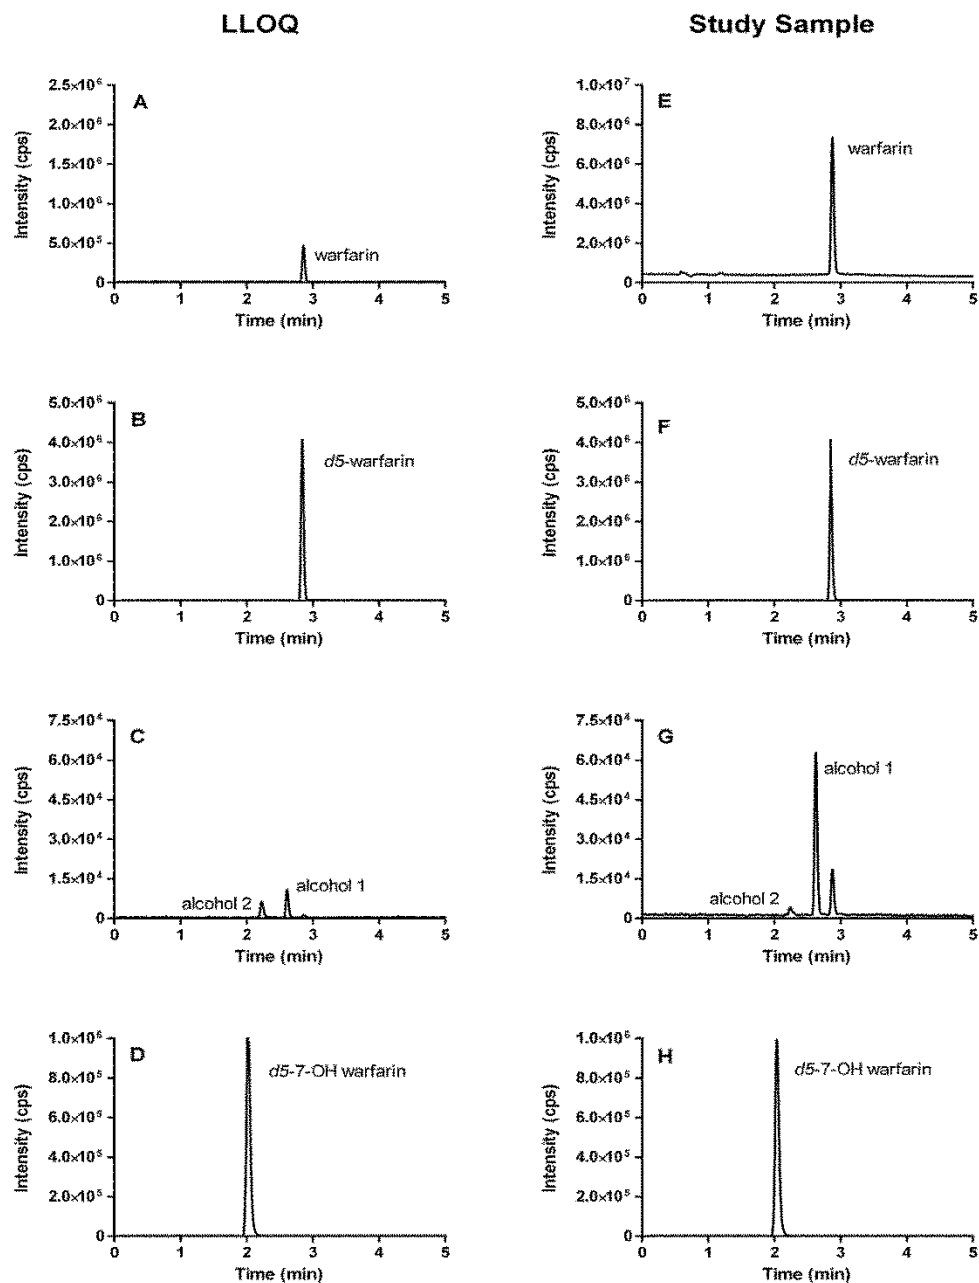 LLOQ
Study Sample
A
Intensity (cps)
2.5×10⁶
2.0×10⁶
1.5×10⁶
1.0×10⁶
5.0×10⁵
0
warfarin
0 1 2 3 4 5
Time (min)
E
Intensity (cps)
1.0×10⁷
8.0×10⁶
6.0×10⁶
4.0×10⁶
2.0×10⁶
0
warfarin
0 1 2 3 4 5
Time (min)
B
Intensity (cps)
5.0×10⁶
4.0×10⁶
3.0×10⁶
2.0×10⁶
1.0×10⁶
0
d5-warfarin
0 1 2 3 4 5
Time (min)
F
Intensity (cps)
5.0×10⁶
4.0×10⁶
3.0×10⁶
2.0×10⁶
1.0×10⁶
0
d5-warfarin
0 1 2 3 4 5
Time (min)
C
Intensity (cps)
7.5×10⁴
6.0×10⁴
4.5×10⁴
3.0×10⁴
1.5×10⁴
0
alcohol 2
alcohol 1
0 1 2 3 4 5
Time (min)
G
Intensity (cps)
7.5×10⁴
6.0×10⁴
4.5×10⁴
3.0×10⁴
1.5×10⁴
0
alcohol 1
alcohol 2
0 1 2 3 4 5
Time (min)
D
Intensity (cps)
1.0×10⁶
8.0×10⁵
6.0×10⁵
4.0×10⁵
2.0×10⁵
0
d5-7-OH warfarin
0 1 2 3 4 5
Time (min)
H
Intensity (cps)
1.0×10⁶
8.0×10⁵
6.0×10⁵
4.0×10⁵
2.0×10⁵
0
d5-7-OH warfarin
0 1 2 3 4 5
Time (min)